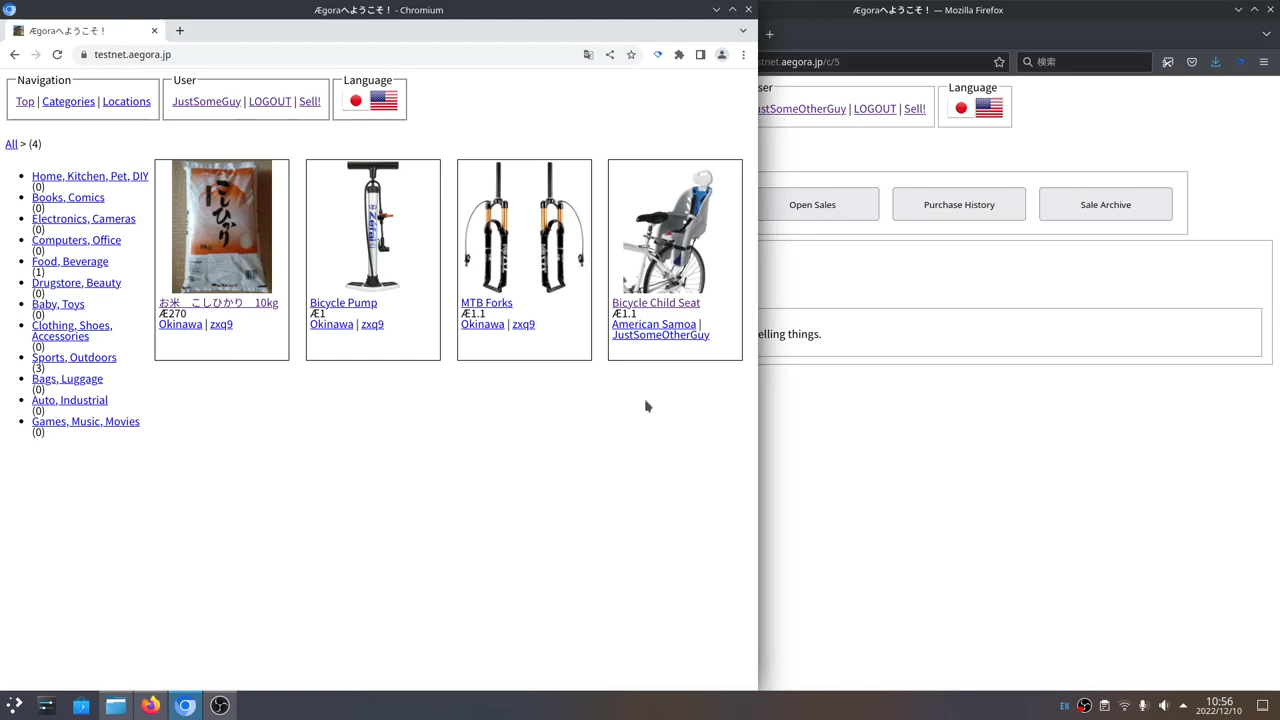 Ægoraへようこそ！ - Chromium
Ægoraへようこそ！
testnet.aegora.jp
Navigation
Top | Categories | Locations
User
JustSomeGuy | LOGOUT | Sell!
Language
All > (4)
Home, Kitchen, Pet, DIY
(0)
Books, Comics
(0)
Electronics, Cameras
(0)
Computers, Office
(0)
Food, Beverage
(1)
Drugstore, Beauty
(0)
Baby, Toys
(0)
Clothing, Shoes,
Accessories
(0)
Sports, Outdoors
(3)
Bags, Luggage
(0)
Auto, Industrial
(0)
Games, Music, Movies
(0)
こしひかり
お米　こしひかり　10kg
Æ270
Okinawa | zxq9
Zefal
Bicycle Pump
Æ1
Okinawa | zxq9
MTB Forks
Æ1.1
Okinawa | zxq9
Bicycle Child Seat
Æ1.1
American Samoa |
JustSomeOtherGuy
Ægoraへようこそ！ — Mozilla Firefox
stnet.aegora.jp/c/5
検索
ser
ustSomeOtherGuy | LOGOUT | Sell!
Language
Open Sales
Purchase History
Sale Archive
elling things.
EN
10:56
2022/12/10